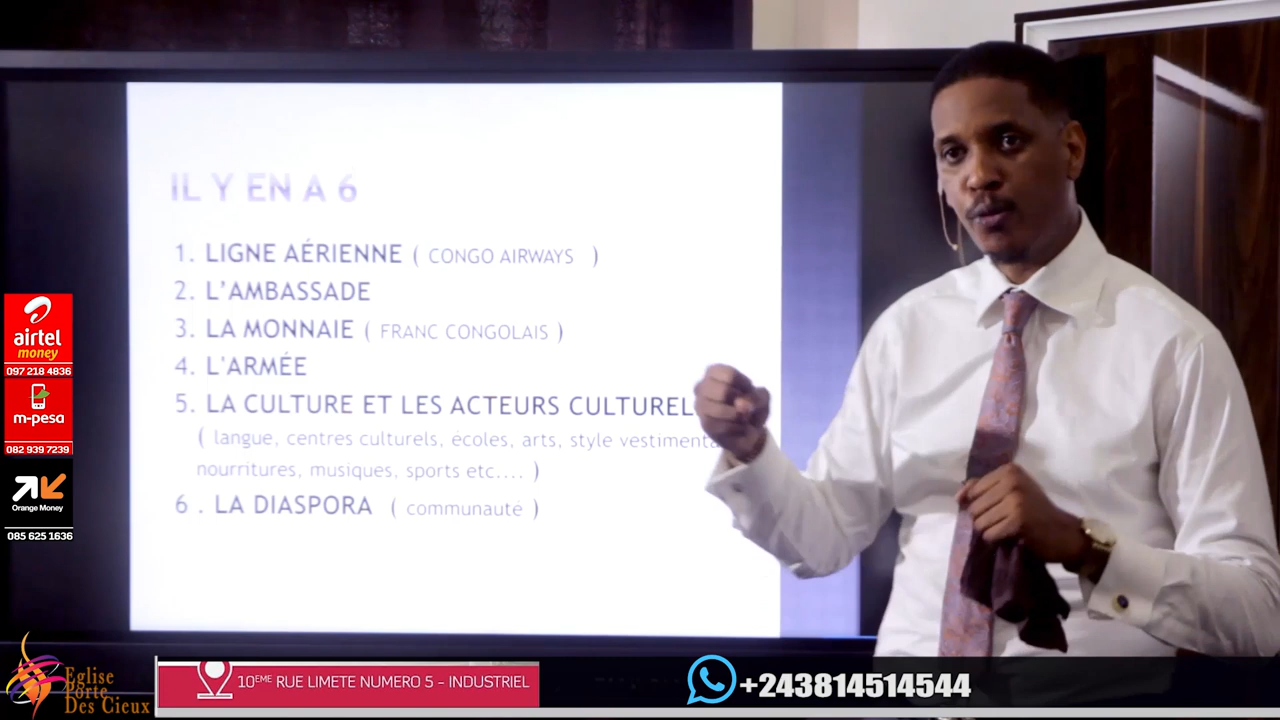 IL Y EN A 6
1. LIGNE AÉRIENNE ( CONGO AIRWAYS )
2. L'AMBASSADE
3. LA MONNAIE ( FRANC CONGOLAIS )
4. L'ARMÉE
5. LA CULTURE ET LES ACTEURS CULTUREL
( langue, centres culturels, écoles, arts, style vestimenta
nourritures, musiques, sports etc.... )
6 . LA DIASPORA ( communauté )
airtel
money
097 218 4836
m-pesa
082 939 7239
Orange Money
085 625 1636
Eglise
Porte
Des Cieux
10EME RUE LIMETE NUMERO 5 - INDUSTRIEL
+243814514544